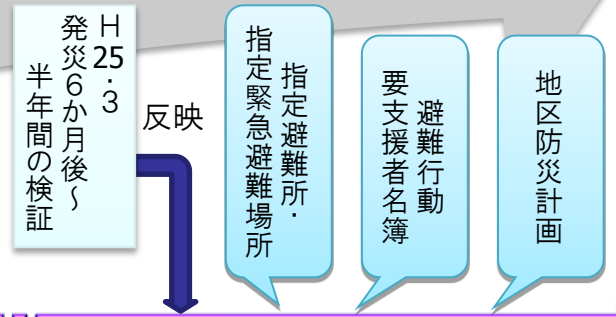 H25・3
発災６か月後～
半年間の検証
反映
指定避難所・
指定緊急避難場所
避難行動
要支援者名簿
地区防災計画